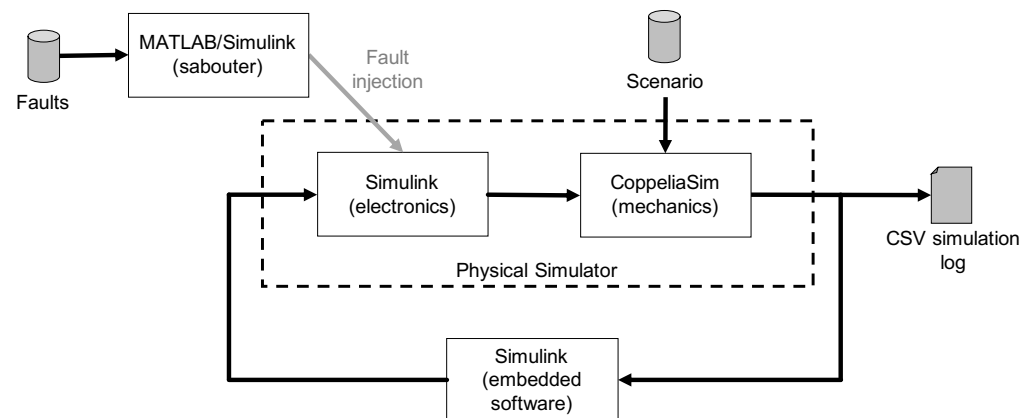 MATLAB/Simulink
(sabouter)
Faults
Fault
injection
Scenario
Simulink
(electronics)
CoppeliaSim
(mechanics)
Physical Simulator
CSV simulation
log
Simulink
(embedded
software)